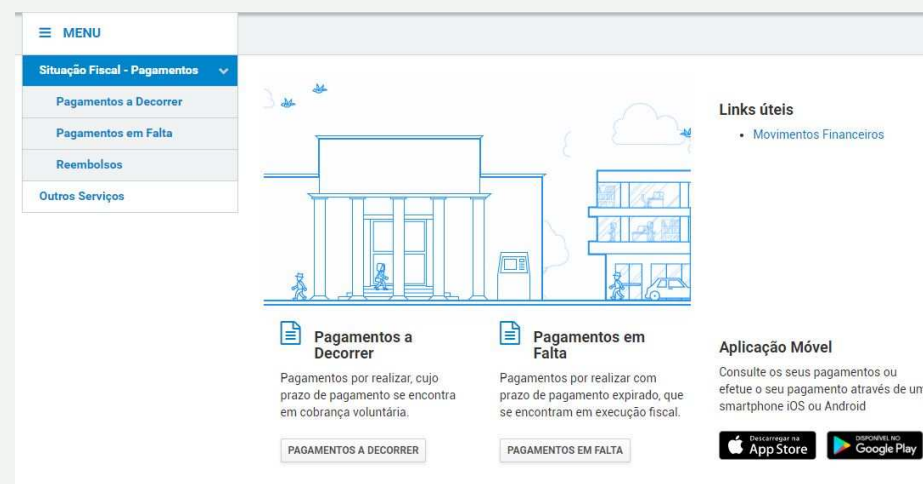 MENU
Situação Fiscal - Pagamentos
Pagamentos a Decorrer
Pagamentos em Falta
Reembolsos
Outros Serviços
Pagamentos a
Decorrer
Pagamentos por realizar, cujo
prazo de pagamento se encontra
em cobrança voluntária.
PAGAMENTOS A DECORRER
Pagamentos em
Falta
Pagamentos por realizar com
prazo de pagamento expirado, que
se encontram em execução fiscal.
PAGAMENTOS EM FALTA
Links úteis
Movimentos Financeiros
Aplicação Móvel
Consulte os seus pagamentos ou
efetue o seu pagamento através de um
smartphone iOS ou Android
Descarregar na
App Store
DISPONÍVEL NO
Google Play